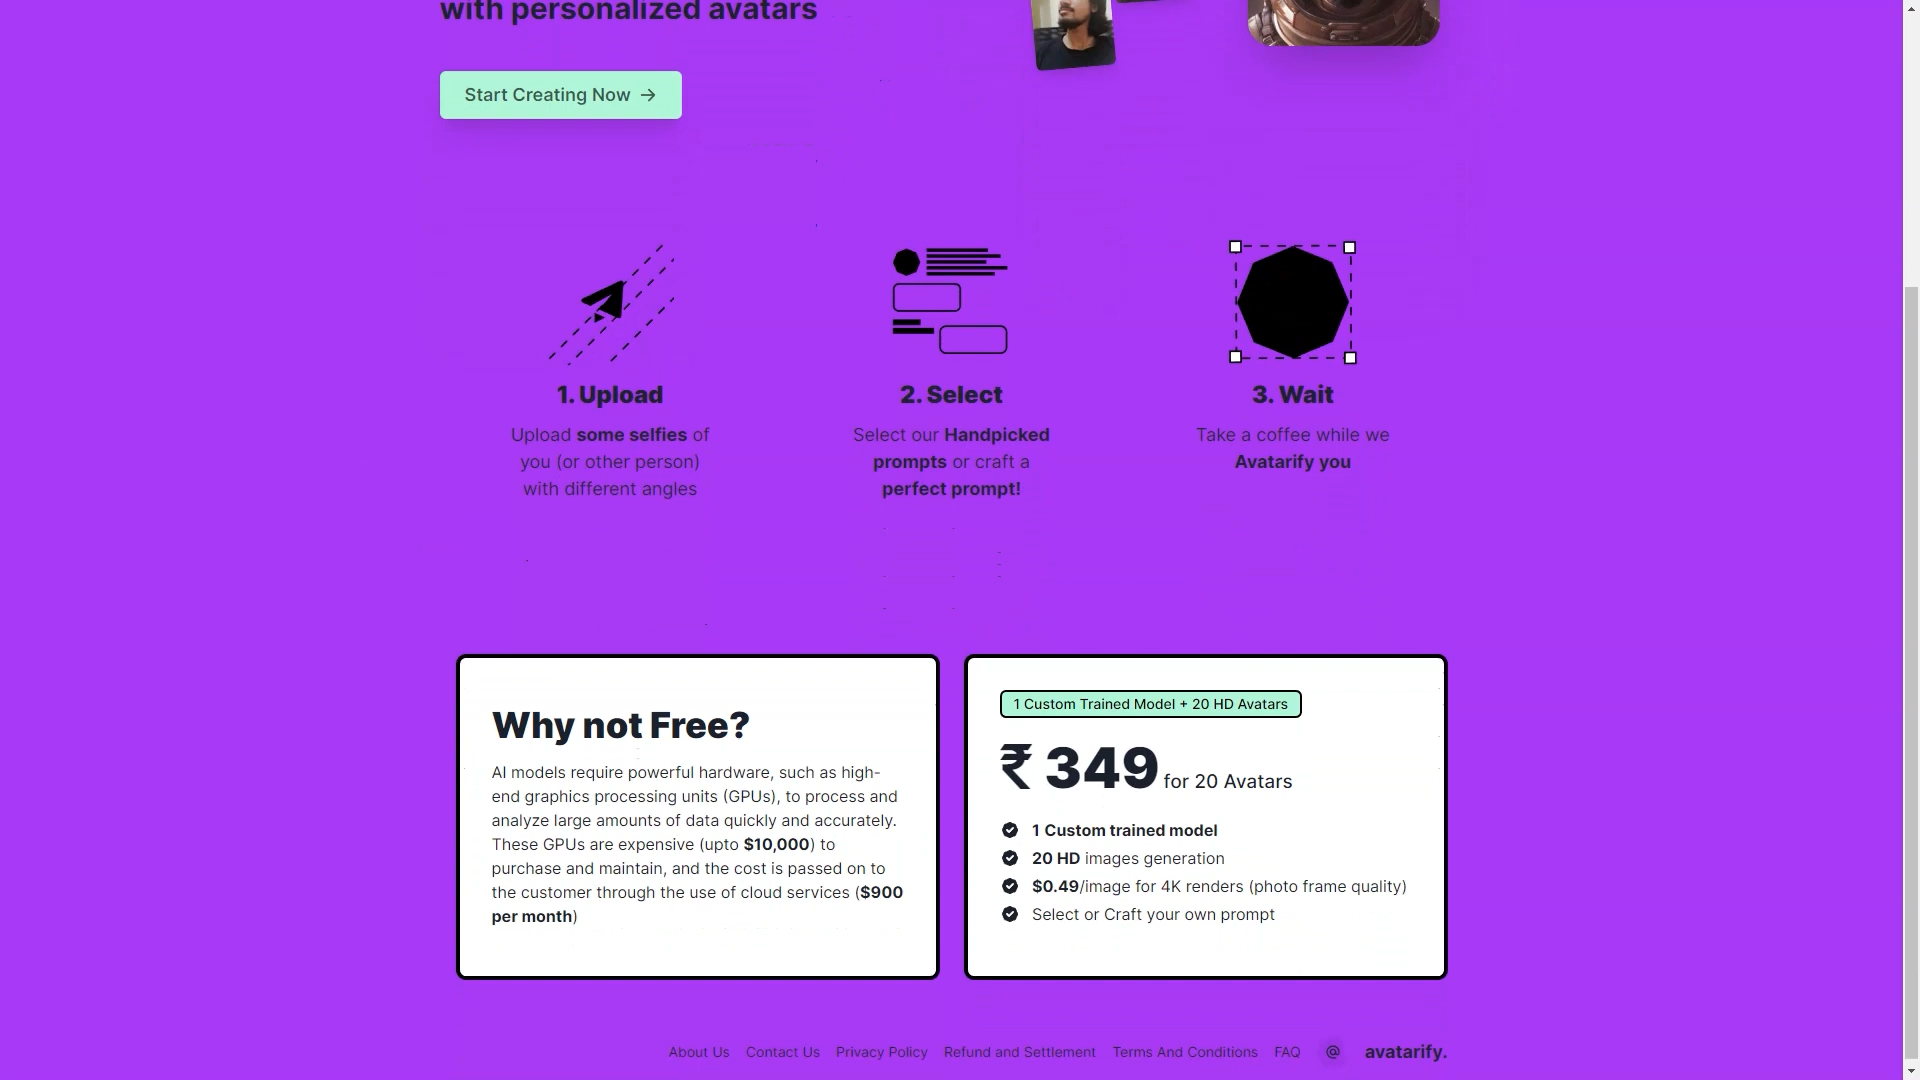 with personalized avatars
Start Creating Now →
1. Upload
Upload some selfies of
you (or other person)
with different angles
2. Select
Select our Handpicked
prompts or craft a
perfect prompt!
3. Wait
Take a coffee while we
Avatarify you
Why not Free?
AI models require powerful hardware, such as high-
end graphics processing units (GPUs), to process and
analyze large amounts of data quickly and accurately.
These GPUs are expensive (upto $10,000) to
purchase and maintain, and the cost is passed on to
the customer through the use of cloud services ($900
per month)
1 Custom Trained Model + 20 HD Avatars
₹ 349 for 20 Avatars
1 Custom trained model
20 HD images generation
$0.49/image for 4K renders (photo frame quality)
Select or Craft your own prompt
About Us Contact Us Privacy Policy Refund and Settlement Terms And Conditions FAQ @ avatarify.